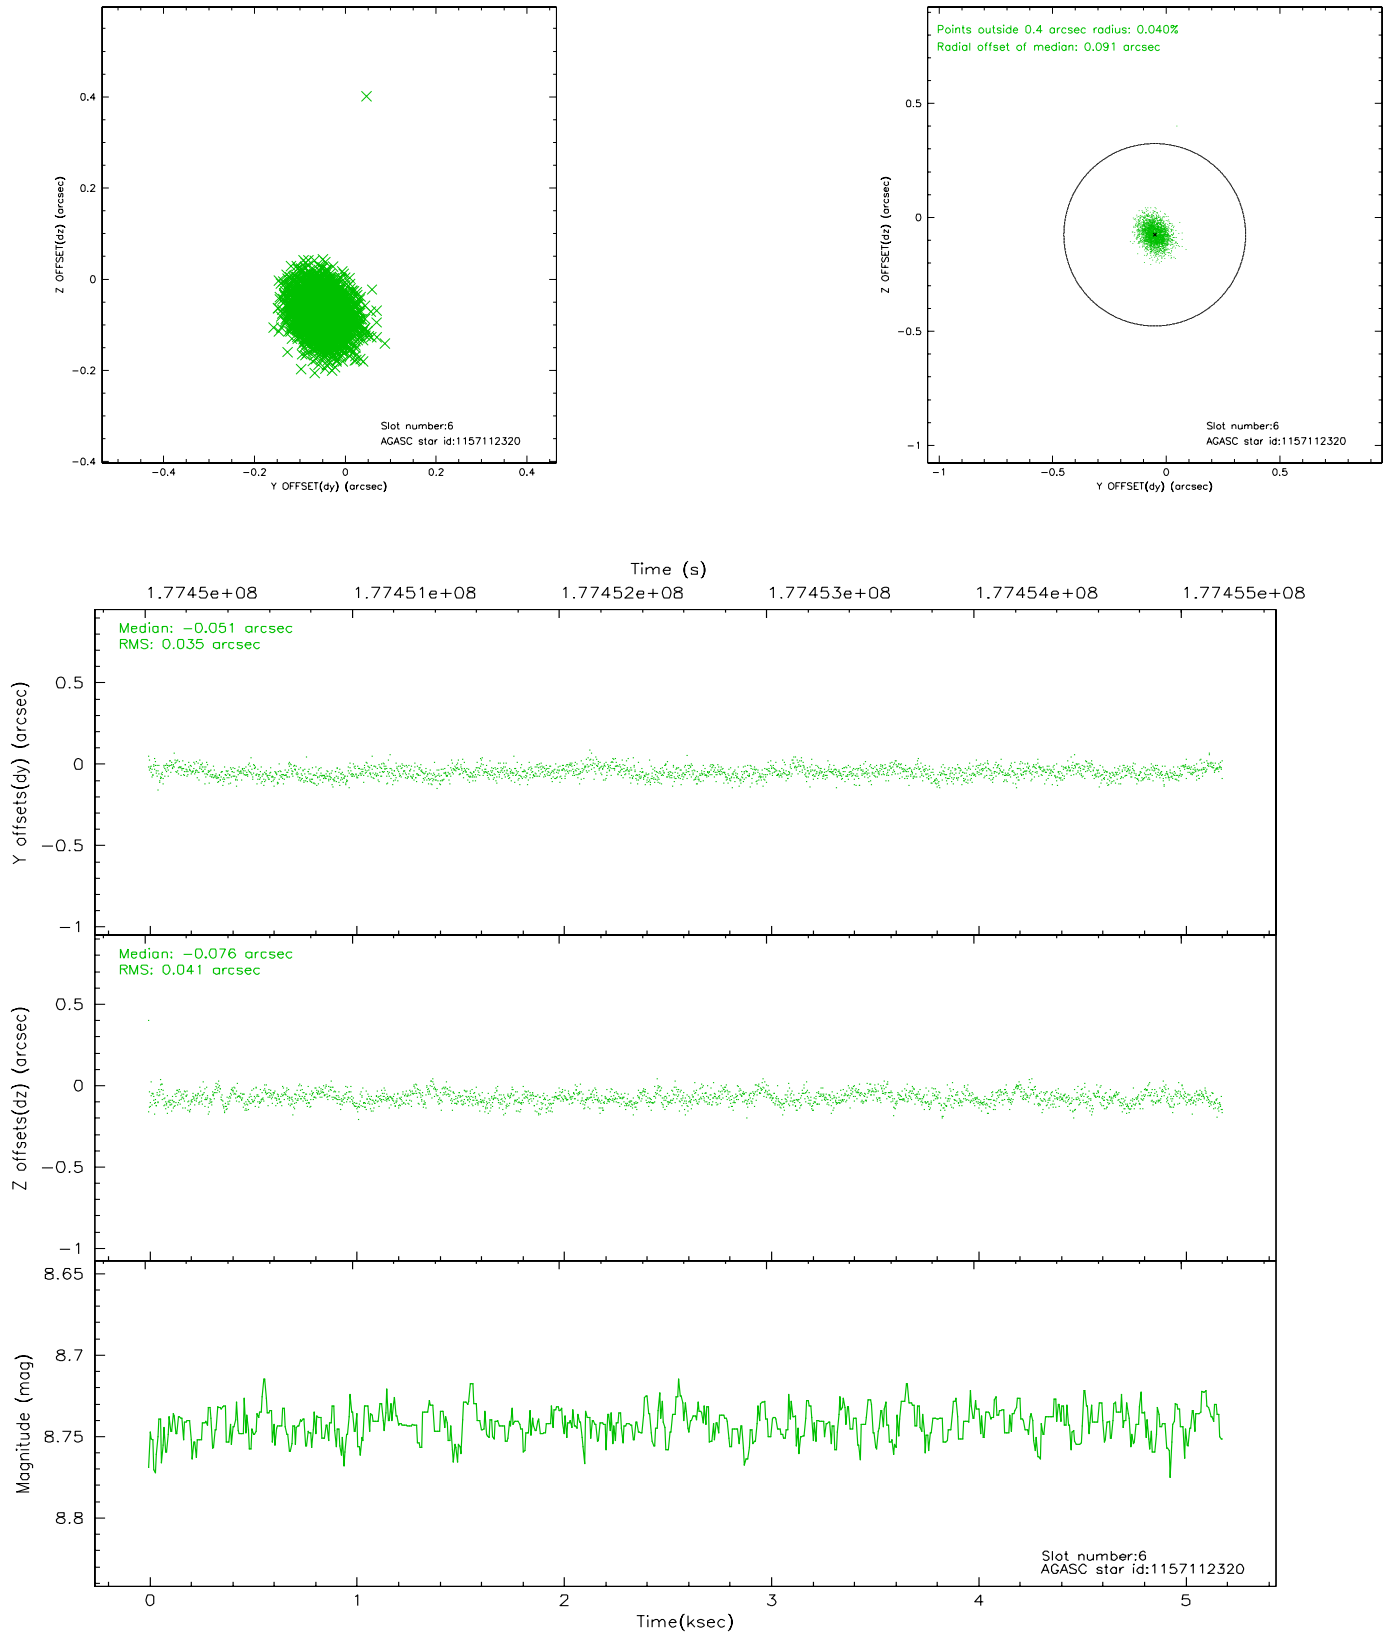 0.4
0.2
0
−0.2
−0.4
Z OFFSET(dz) (arcsec)
Slot number:6
AGASC star id:1157112320
−0.4 −0.2 0 0.2 0.4
Y OFFSET(dy) (arcsec)
Points outside 0.4 arcsec radius: 0.040%
Radial offset of median: 0.091 arcsec
0.5
0
−0.5
−1
Z OFFSET(dz) (arcsec)
Slot number:6
AGASC star id:1157112320
−1 −0.5 0 0.5
Y OFFSET(dy) (arcsec)
Time (s)
1.7745e+08 1.77451e+08 1.77452e+08 1.77453e+08 1.77454e+08 1.77455e+08
Median: −0.051 arcsec
RMS: 0.035 arcsec
0.5
0
−0.5
−1
Y offsets(dy) (arcsec)
Median: −0.076 arcsec
RMS: 0.041 arcsec
0.5
0
−0.5
−1
Z offsets(dz) (arcsec)
8.65
8.7
8.75
8.8
Magnitude (mag)
Slot number:6
AGASC star id:1157112320
0 1 2 3 4 5
Time(ksec)